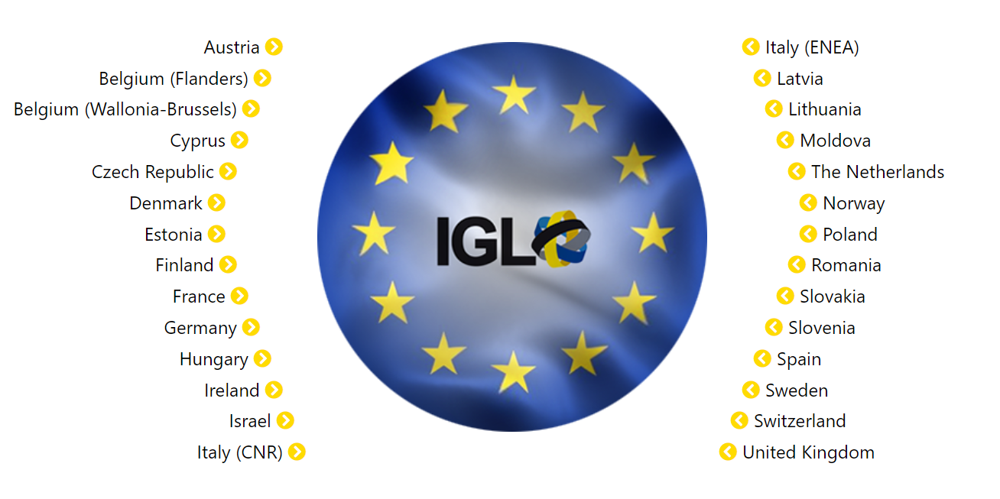 Austria
Belgium (Flanders)
Belgium (Wallonia-Brussels)
Cyprus
Czech Republic
Denmark
Estonia
Finland
France
Germany
Hungary
Ireland
Israel
Italy (CNR)
IGLO
Italy (ENEA)
Latvia
Lithuania
Moldova
The Netherlands
Norway
Poland
Romania
Slovakia
Slovenia
Spain
Sweden
Switzerland
United Kingdom